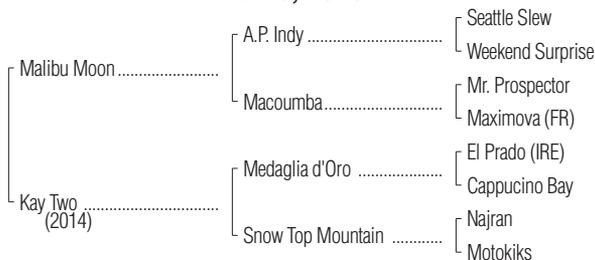 Seattle Slew
A.P. Indy ..............................
Weekend Surprise
Malibu Moon ......................
Mr. Prospector
Macoumba..........................
Maximova (FR)
El Prado (IRE)
Medaglia d'Oro ...................
Cappucino Bay
Kay Two .............................
(2014)
Najran
Snow Top Mountain ...........
Motokiks